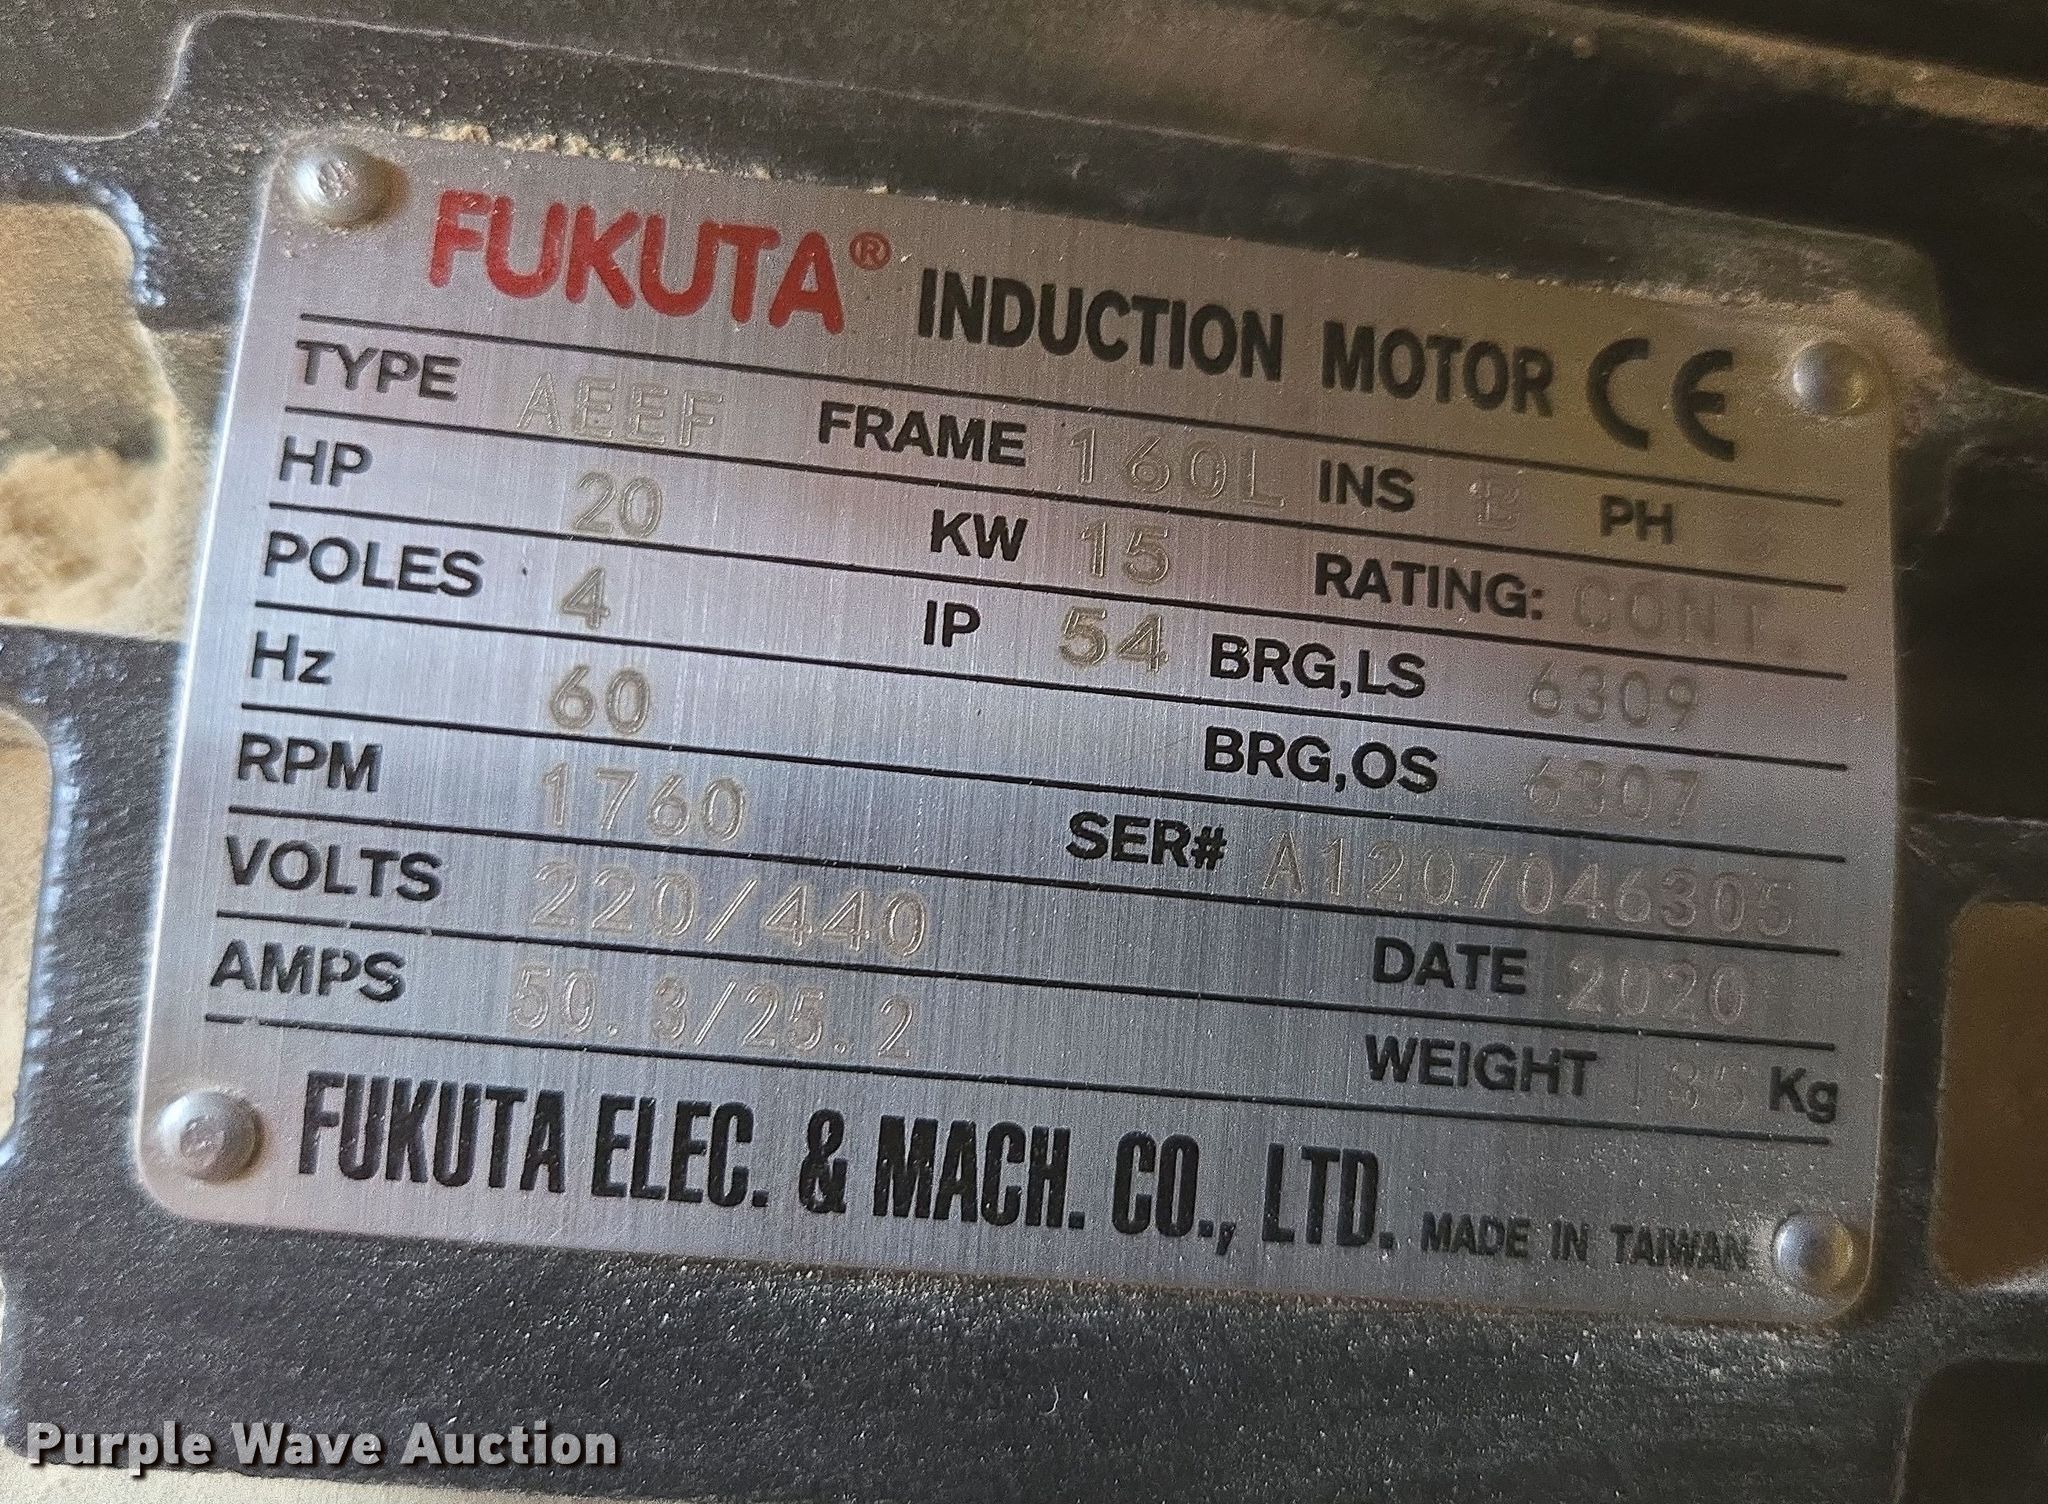 FUKUTA® INDUCTION MOTOR CE
TYPE AEEF FRAME 160L INS PH
HP 20 KW 15 RATING: CONT.
POLES 4 IP 54 BRG,LS 6309
Hz 60 BRG,OS 6307
RPM 1760 SER# A1207046305
VOLTS 220/440 DATE 2020
AMPS 50.3/25.2 WEIGHT Kg
FUKUTA ELEC. & MACH. CO., LTD. MADE IN TAIWAN
Purple Wave Auction